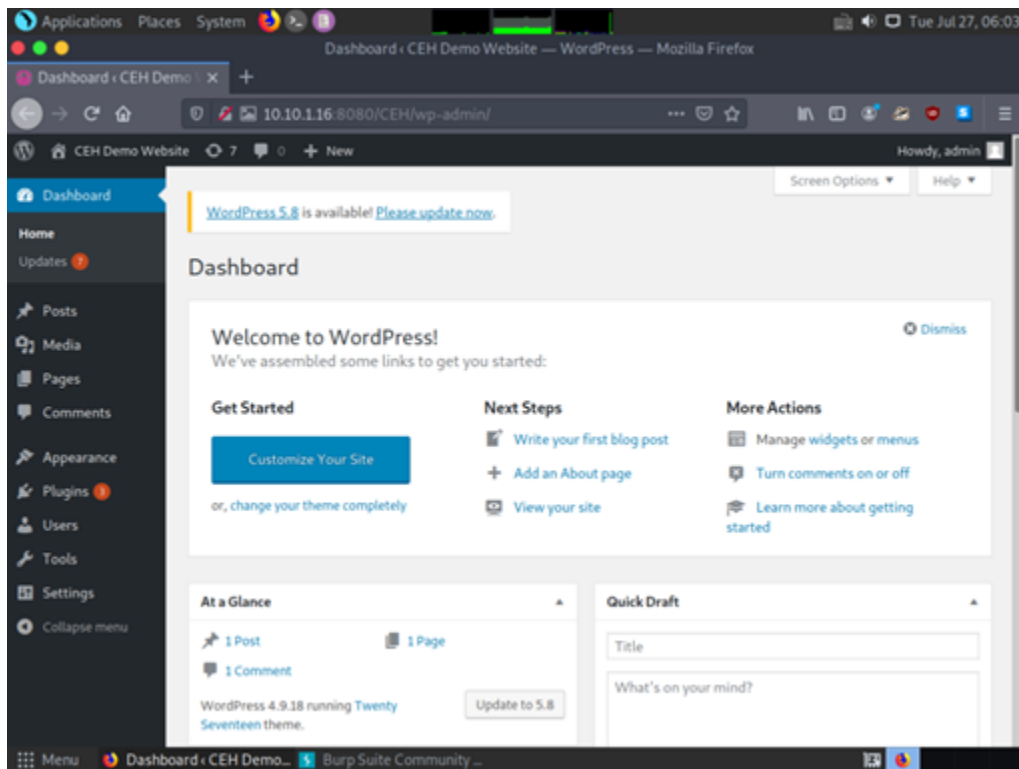 Applications Places System Tue Jul 27, 06:03
Dashboard ‹ CEH Demo Website — WordPress — Mozilla Firefox
Dashboard ‹ CEH Demo
10.10.1.16:8080/CEH/wp-admin/
CEH Demo Website 7 0 + New Howdy, admin
Screen Options ▼ Help ▼
Dashboard
WordPress 5.8 is available! Please update now.
Home
Updates 7
Dashboard
Posts
Media
Pages
Comments
Appearance
Plugins 3
Users
Tools
Settings
Collapse menu
Welcome to WordPress!
Dismiss
We've assembled some links to get you started:
Get Started
Customize Your Site
or, change your theme completely
Next Steps
Write your first blog post
Add an About page
View your site
More Actions
Manage widgets or menus
Turn comments on or off
Learn more about getting
started
At a Glance
1 Post
1 Page
1 Comment
WordPress 4.9.18 running Twenty
Seventeen theme.
Update to 5.8
Quick Draft
Title
What's on your mind?
Menu Dashboard ‹ CEH Demo... Burp Suite Community ...